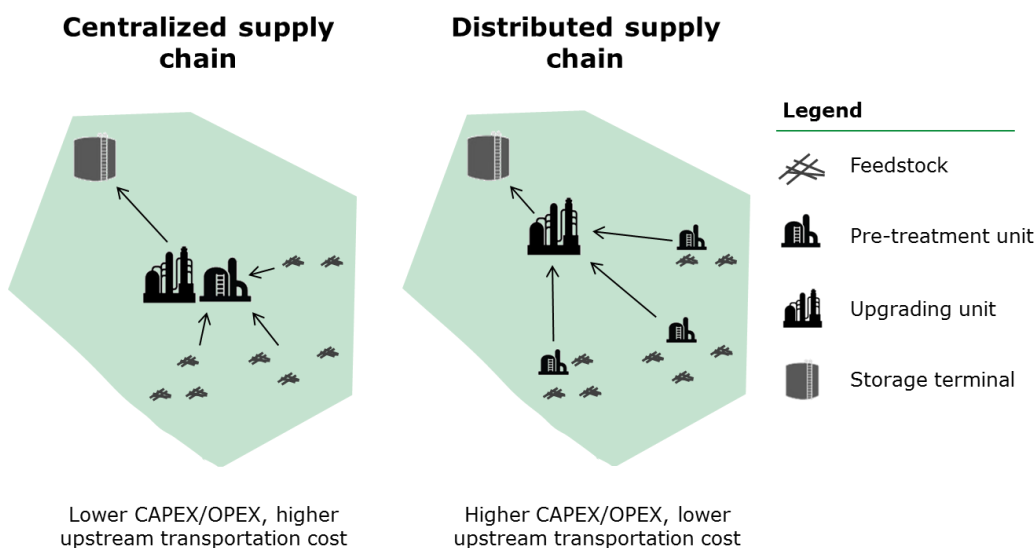 Centralized supply
chain
Distributed supply
chain
Legend
Feedstock
Pre-treatment unit
Upgrading unit
Storage terminal
Lower CAPEX/OPEX, higher
upstream transportation cost
Higher CAPEX/OPEX, lower
upstream transportation cost